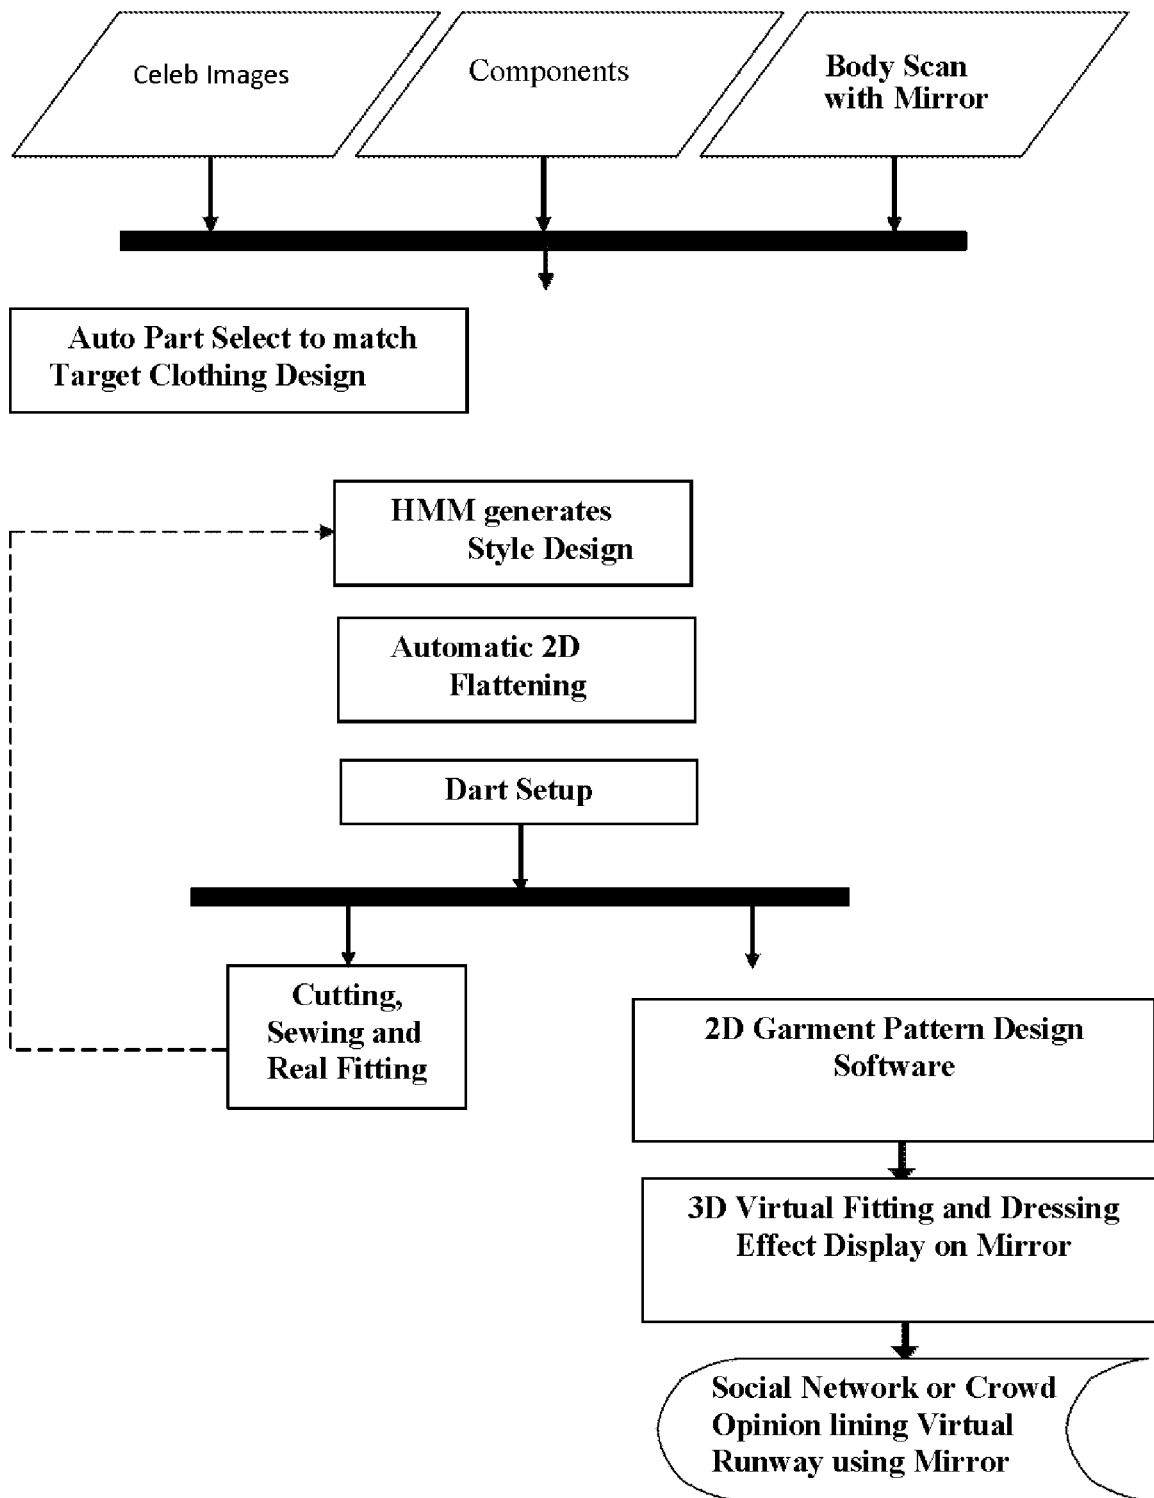 Celeb Images
Components
Body Scan
with Mirror
Auto Part Select to match
Target Clothing Design
HMM generates
Style Design
Automatic 2D
Flattening
Dart Setup
Cutting,
Sewing and
Real Fitting
2D Garment Pattern Design
Software
3D Virtual Fitting and Dressing
Effect Display on Mirror
Social Network or Crowd
Opinion lining Virtual
Runway using Mirror